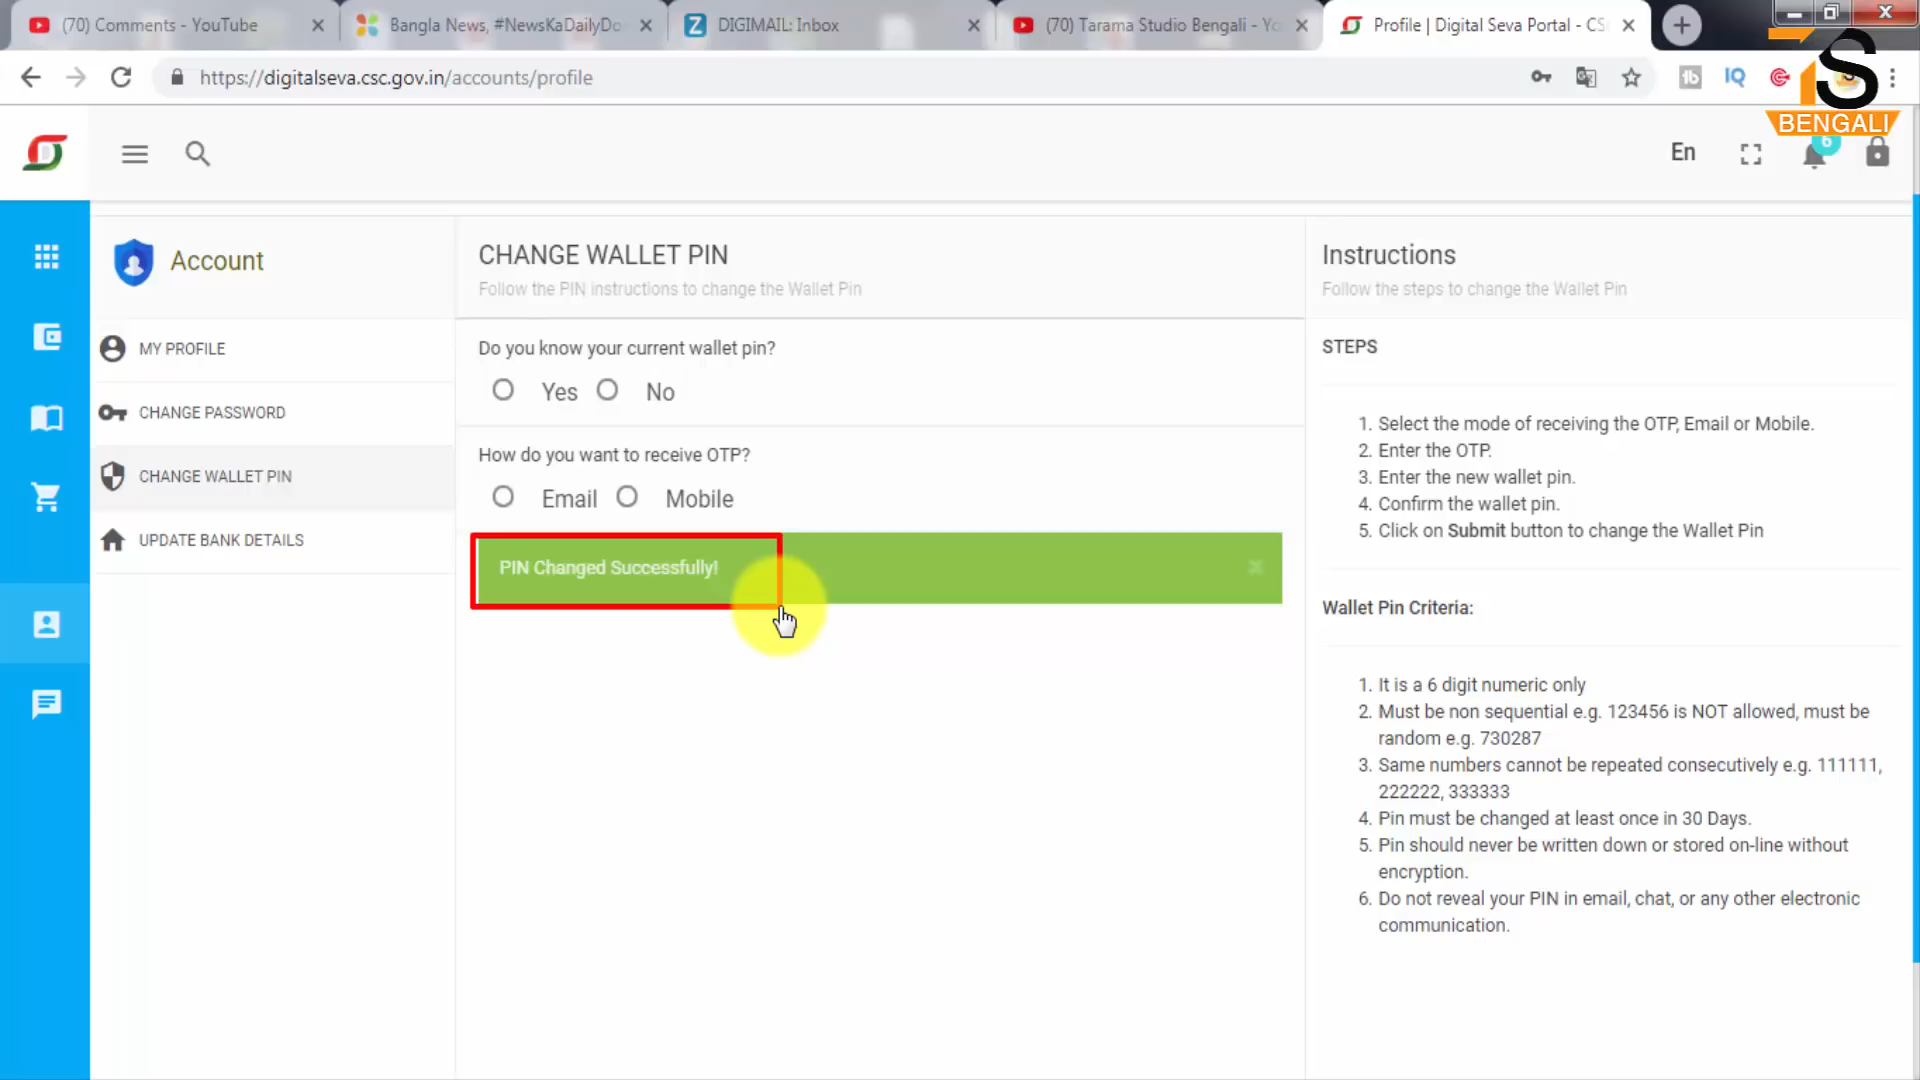 (70) Comments - YouTube
Bangla News, #NewsKaDailyDo
DIGIMAIL: Inbox
(70) Tarama Studio Bengali - Yo
Profile | Digital Seva Portal - CS
https://digitalseva.csc.gov.in/accounts/profile
IQ
S
BENGALI
En
6
Account
MY PROFILE
CHANGE PASSWORD
CHANGE WALLET PIN
UPDATE BANK DETAILS
CHANGE WALLET PIN
Follow the PIN instructions to change the Wallet Pin
Do you know your current wallet pin?
Yes No
How do you want to receive OTP?
Email Mobile
PIN Changed Successfully!
Instructions
Follow the steps to change the Wallet Pin
STEPS
1. Select the mode of receiving the OTP, Email or Mobile.
2. Enter the OTP.
3. Enter the new wallet pin.
4. Confirm the wallet pin.
5. Click on Submit button to change the Wallet Pin
Wallet Pin Criteria:
1. It is a 6 digit numeric only
2. Must be non sequential e.g. 123456 is NOT allowed, must be
random e.g. 730287
3. Same numbers cannot be repeated consecutively e.g. 111111,
222222, 333333
4. Pin must be changed at least once in 30 Days.
5. Pin should never be written down or stored on-line without
encryption.
6. Do not reveal your PIN in email, chat, or any other electronic
communication.